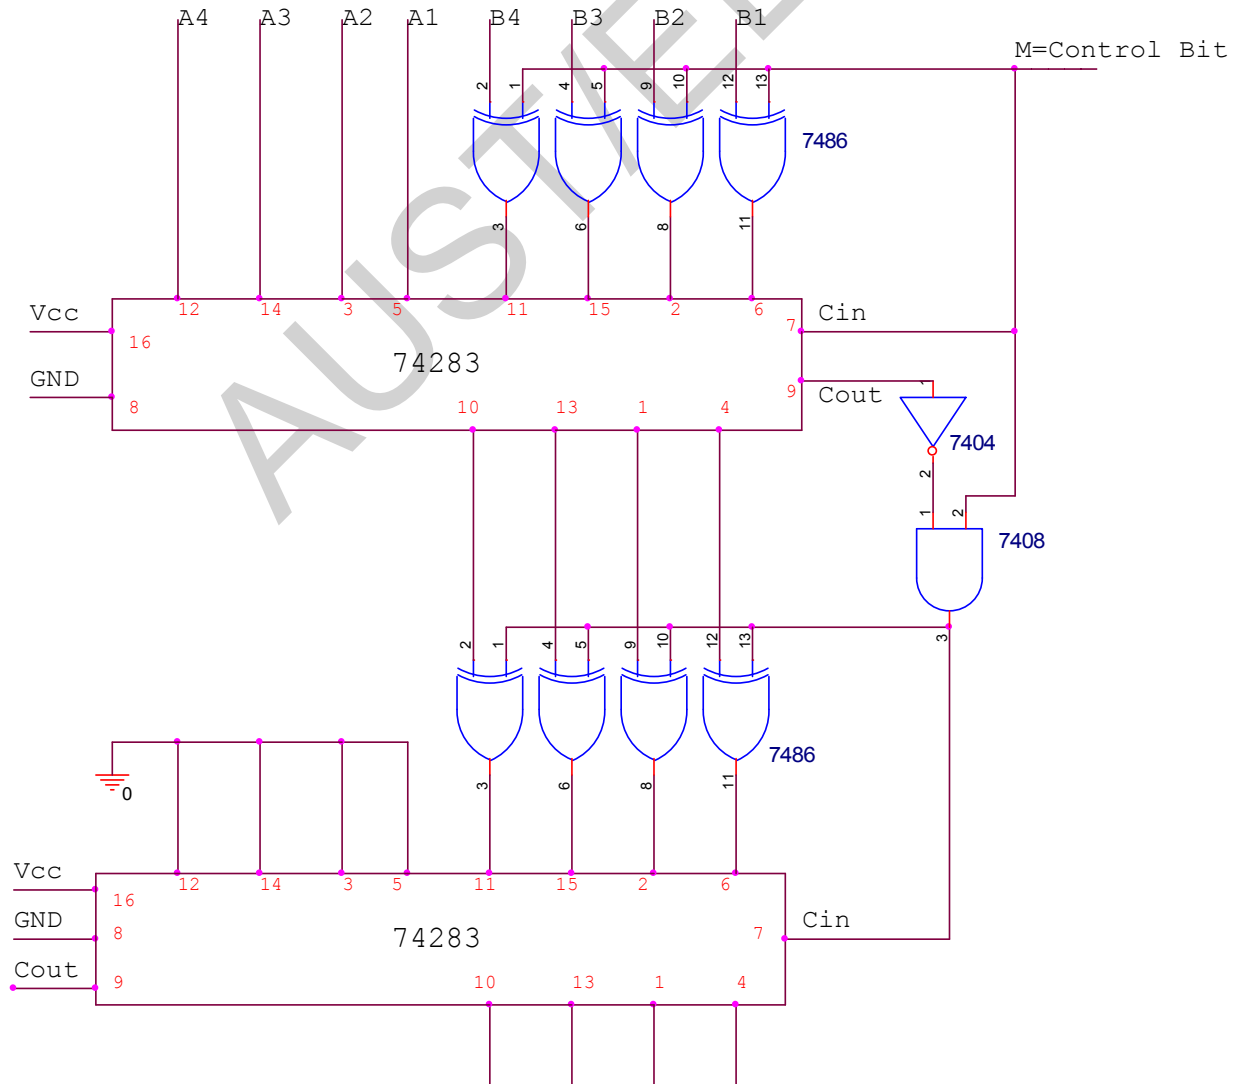 A4 A3 A2 A1 B4 B3 B2 B1
M=Control Bit
2 1 4 5 9 10 12 13
7486
3 6 8 11
12 14 3 5 11 15 2 6
Vcc
Cin
7
16
74283
GND
1
9
Cout
8
10 13 1 4
7404
2
1 2
7408
2 1 4 5 9 10 12 13
3
7486
0
3 6 8 11
Vcc
12 14 3 5 11 15 2 6
16
GND
8
74283
7
Cin
Cout
9
10 13 1 4
AUST/EE